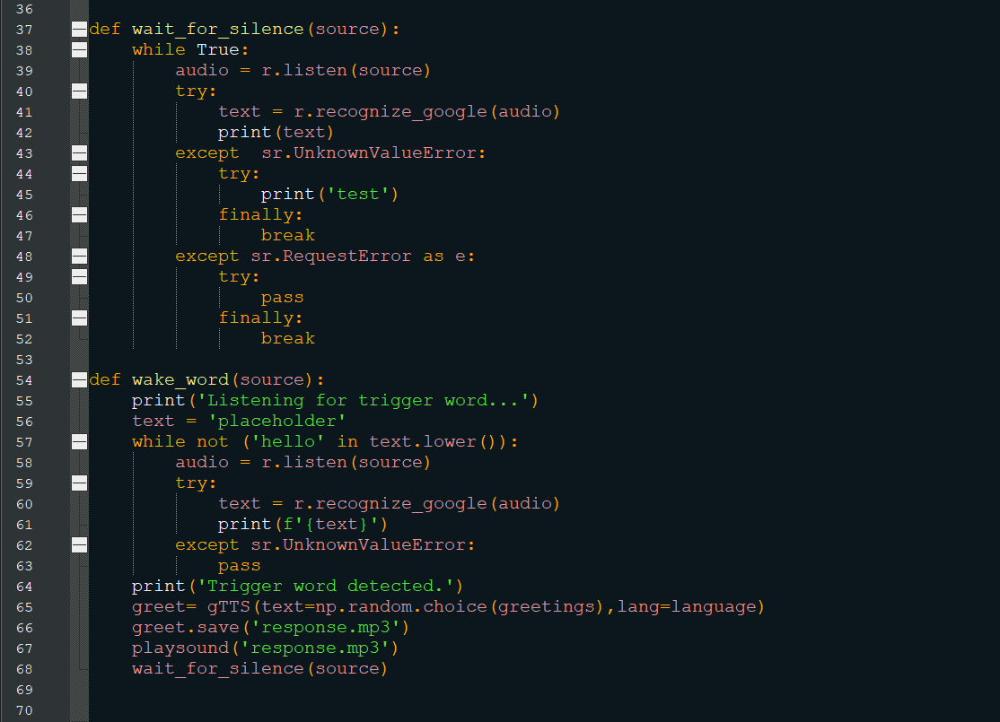 36
37 def wait_for_silence(source):
38     while True:
39         audio = r.listen(source)
40         try:
41             text = r.recognize_google(audio)
42             print(text)
43         except  sr.UnknownValueError:
44             try:
45                 print('test')
46             finally:
47                 break
48         except sr.RequestError as e:
49             try:
50                 pass
51             finally:
52                 break
53
54 def wake_word(source):
55     print('Listening for trigger word...')
56     text = 'placeholder'
57     while not ('hello' in text.lower()):
58         audio = r.listen(source)
59         try:
60             text = r.recognize_google(audio)
61             print(f'{text}')
62         except sr.UnknownValueError:
63             pass
64     print('Trigger word detected.')
65     greet= gTTS(text=np.random.choice(greetings),lang=language)
66     greet.save('response.mp3')
67     playsound('response.mp3')
68     wait_for_silence(source)
69
70